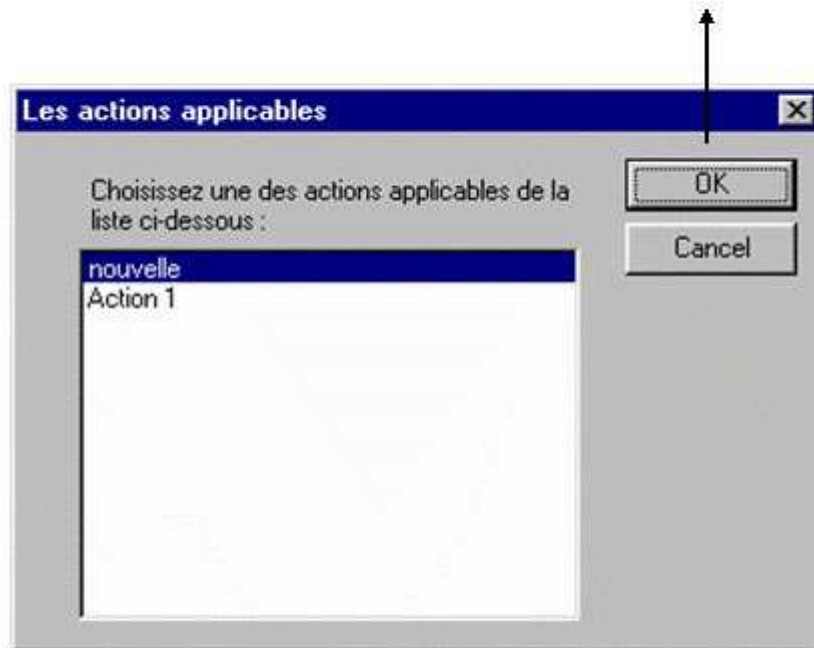 Les actions applicables
Choisissez une des actions applicables de la
liste ci-dessous :
OK
Cancel
nouvelle
Action 1